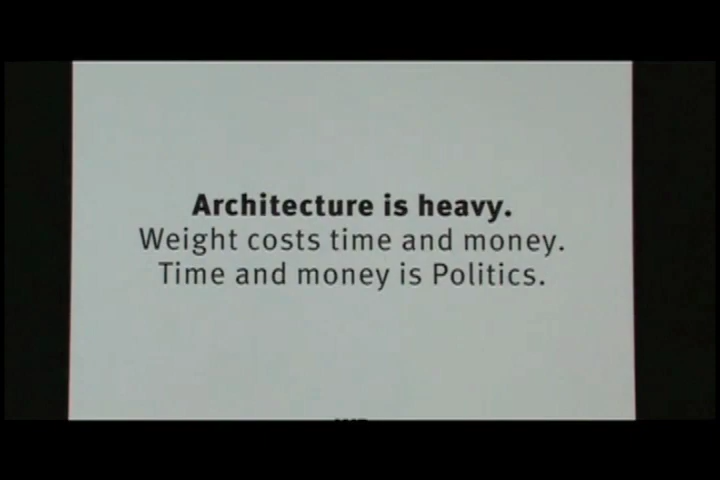 Architecture is heavy.
Weight costs time and money.
Time and money is Politics.